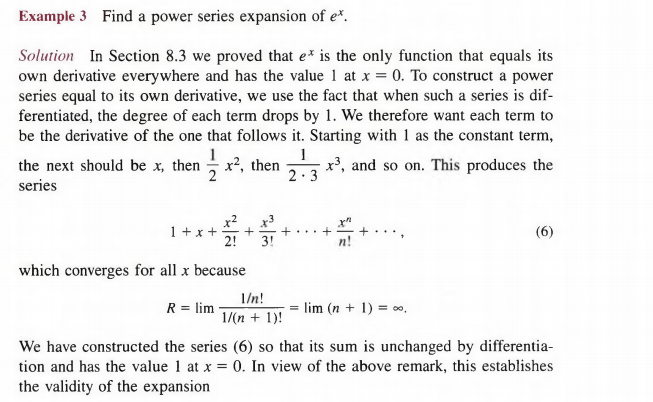 Example 3 Find a power series expansion of eˣ.
Solution In Section 8.3 we proved that eˣ is the only function that equals its
own derivative everywhere and has the value 1 at x = 0. To construct a power
series equal to its own derivative, we use the fact that when such a series is dif-
ferentiated, the degree of each term drops by 1. We therefore want each term to
be the derivative of the one that follows it. Starting with 1 as the constant term,
the next should be x, then 1/2 x², then 1/(2 · 3) x³, and so on. This produces the
series
1 + x + x²/2! + x³/3! + · · · + xⁿ/n! + · · ·, (6)
which converges for all x because
R = lim (1/n!)/(1/(n + 1)!) = lim (n + 1) = ∞.
We have constructed the series (6) so that its sum is unchanged by differentia-
tion and has the value 1 at x = 0. In view of the above remark, this establishes
the validity of the expansion